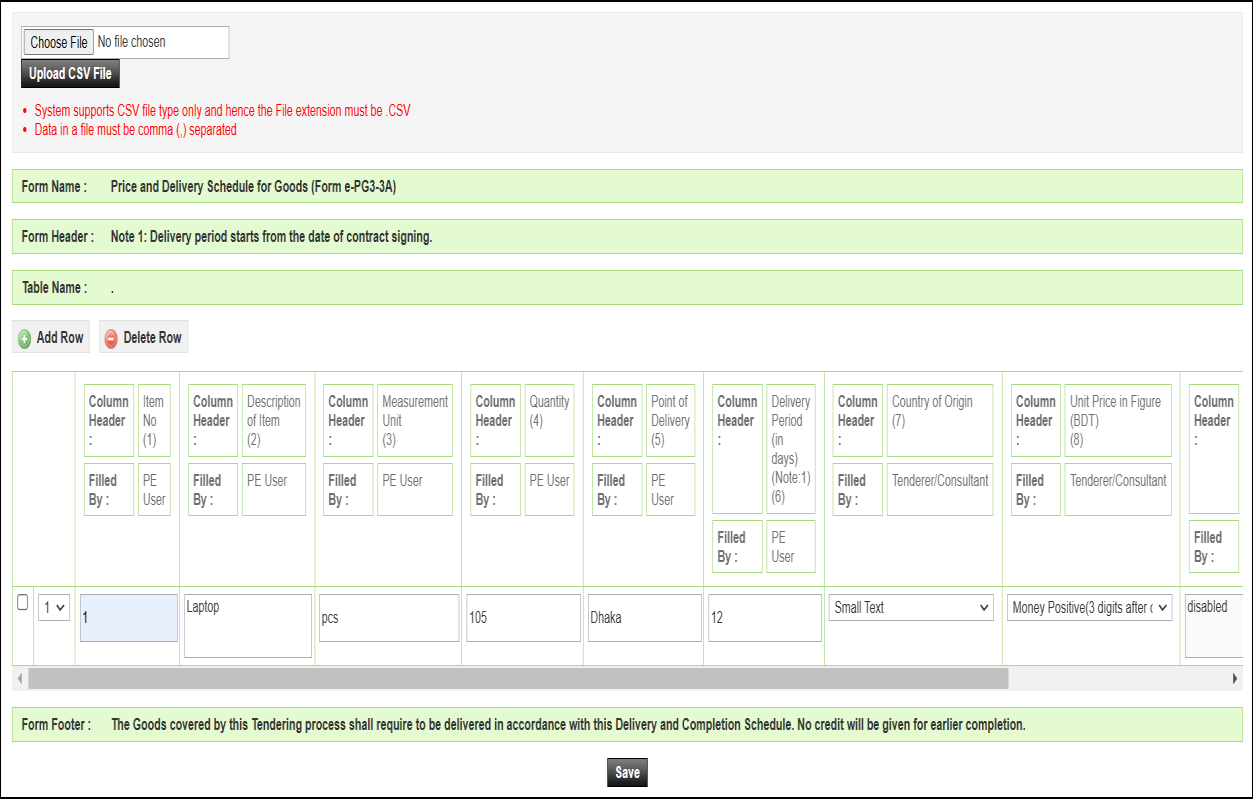 Choose File No file chosen
Upload CSV File
• System supports CSV file type only and hence the File extension must be .CSV
• Data in a file must be comma (,) separated
Form Name : Price and Delivery Schedule for Goods (Form e-PG3-3A)
Form Header : Note 1: Delivery period starts from the date of contract signing.
Table Name : .
Add Row Delete Row
Column Header : Item No (1)
Filled By : PE User
Column Header : Description of Item (2)
Filled By : PE User
Column Header : Measurement Unit (3)
Filled By : PE User
Column Header : Quantity (4)
Filled By : PE User
Column Header : Point of Delivery (5)
Filled By : PE User
Column Header : Delivery Period (in days) (Note:1) (6)
Filled By : PE User
Column Header : Country of Origin (7)
Filled By : Tenderer/Consultant
Column Header : Unit Price in Figure (BDT) (8)
Filled By : Tenderer/Consultant
Column Header :
Filled By :
1 1 Laptop pcs 105 Dhaka 12 Small Text Money Positive(3 digits after disabled
Form Footer : The Goods covered by this Tendering process shall require to be delivered in accordance with this Delivery and Completion Schedule. No credit will be given for earlier completion.
Save